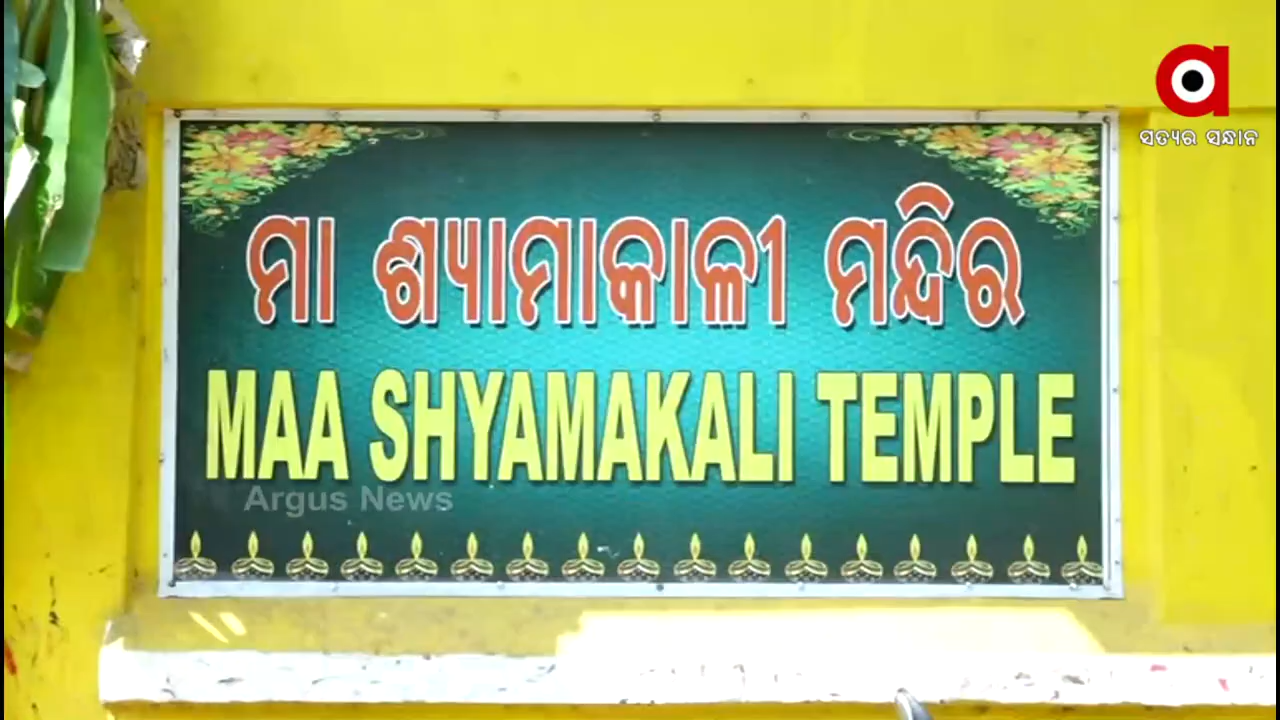 ସତ୍ୟର ସନ୍ଧାନ
ମା ଶ୍ୟାମାକାଳୀ ମନ୍ଦିର
MAA SHYAMAKALI TEMPLE
Argus News